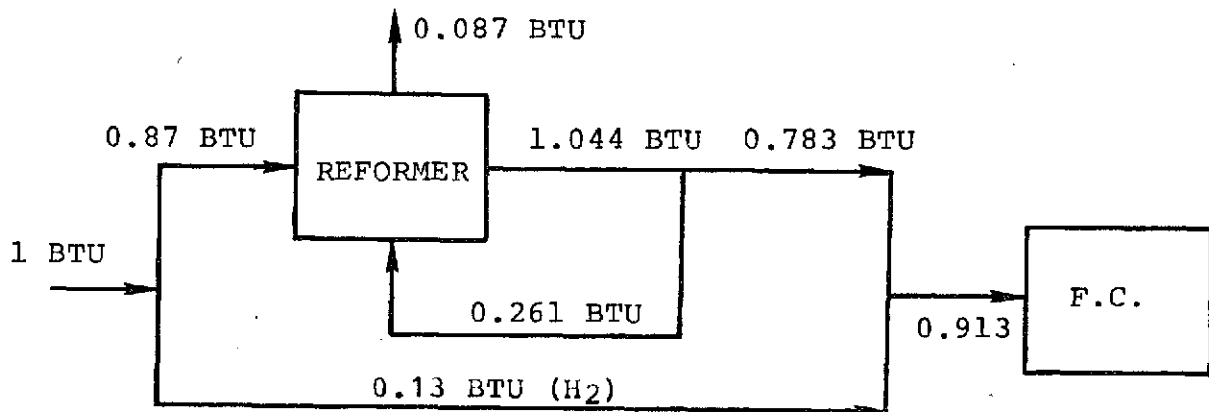 0.087 BTU
0.87 BTU
1.044 BTU
0.783 BTU
REFORMER
1 BTU
F.C.
0.261 BTU
0.913
0.13 BTU (H2)